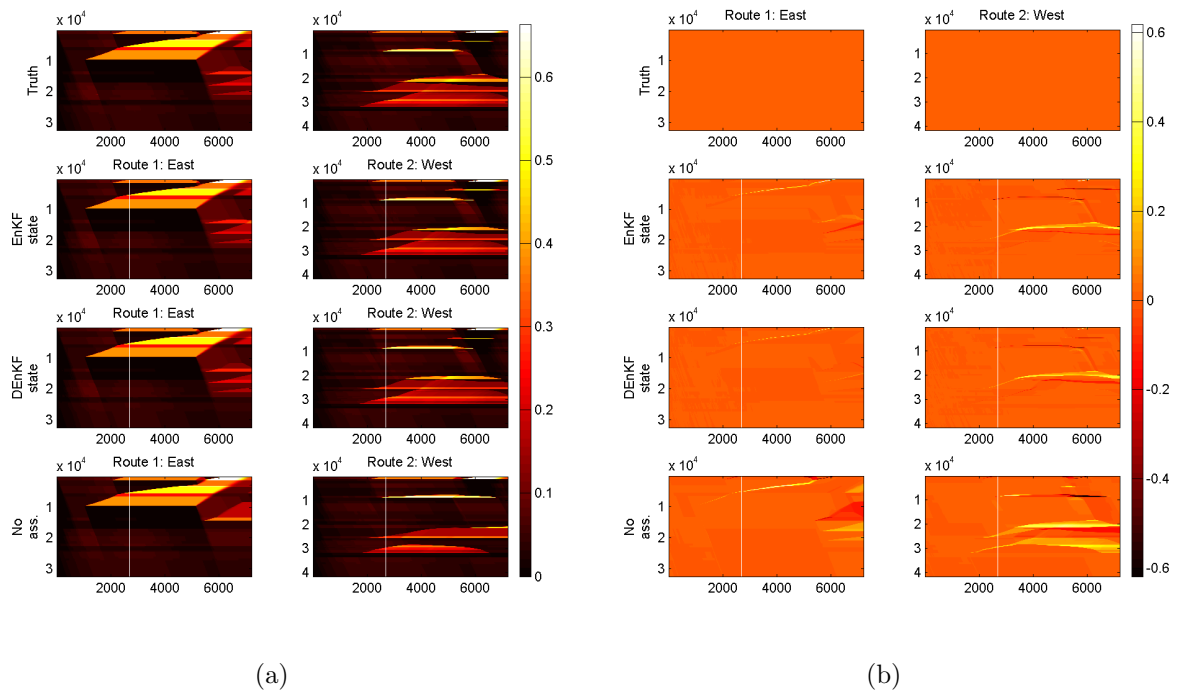 x 10^4
x 10^4
Truth
1
2
3
2000 4000 6000
1
2
3
4
2000 4000 6000
x 10^4
Route 1: East
x 10^4
Route 2: West
EnKF
state
1
2
3
2000 4000 6000
1
2
3
4
2000 4000 6000
x 10^4
Route 1: East
x 10^4
Route 2: West
DEnKF
state
1
2
3
2000 4000 6000
1
2
3
4
2000 4000 6000
x 10^4
Route 1: East
x 10^4
Route 2: West
No
ass.
1
2
3
2000 4000 6000
1
2
3
4
2000 4000 6000
0.6
0.5
0.4
0.3
0.2
0.1
0
(a)
x 10^4
Route 1: East
x 10^4
Route 2: West
Truth
1
2
3
2000 4000 6000
1
2
3
4
2000 4000 6000
x 10^4
x 10^4
EnKF
state
1
2
3
2000 4000 6000
1
2
3
4
2000 4000 6000
x 10^4
x 10^4
DEnKF
state
1
2
3
2000 4000 6000
1
2
3
4
2000 4000 6000
x 10^4
x 10^4
No
ass.
1
2
3
2000 4000 6000
1
2
3
4
2000 4000 6000
0.6
0.4
0.2
0
-0.2
-0.4
-0.6
(b)